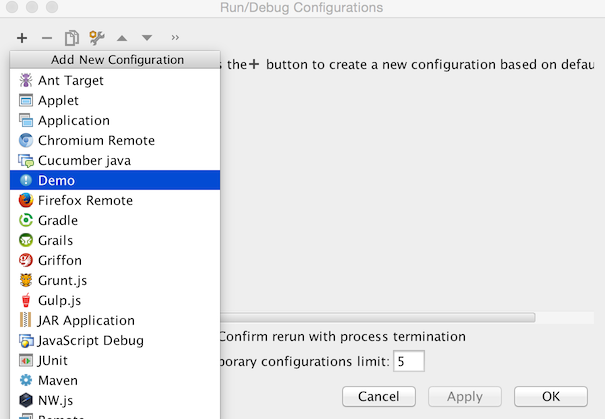 Run/Debug Configurations
Add New Configuration
the + button to create a new configuration based on defau
Ant Target
Applet
Application
Chromium Remote
Cucumber java
Demo
Firefox Remote
Gradle
Grails
Griffon
Grunt.js
Gulp.js
JAR Application
Confirm rerun with process termination
JavaScript Debug
JUnit
porary configurations limit: 5
Maven
NW.js
Cancel Apply OK
Remote